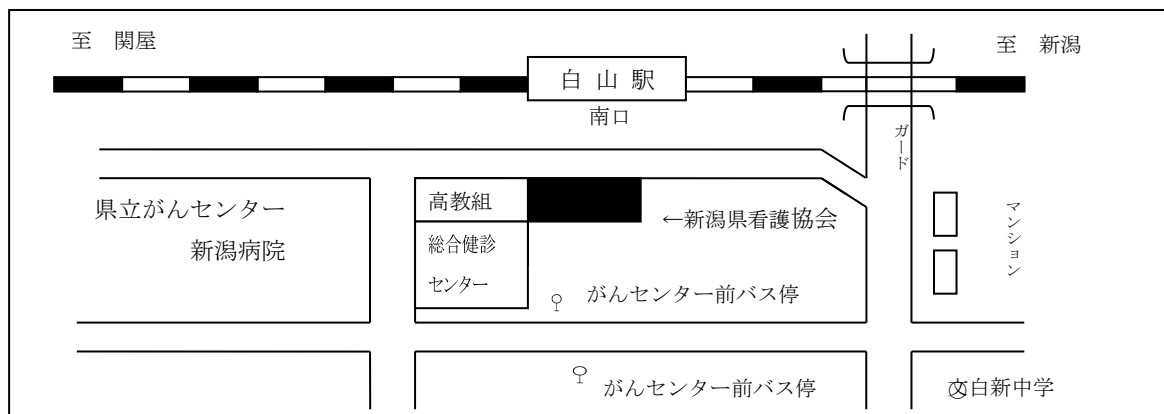 至　関屋
至　新潟
白 山 駅
南口
ガード
高教組
県立がんセンター
新潟病院
←新潟県看護協会
マンション
総合健診
センター
がんセンター前バス停
がんセンター前バス停
文白新中学